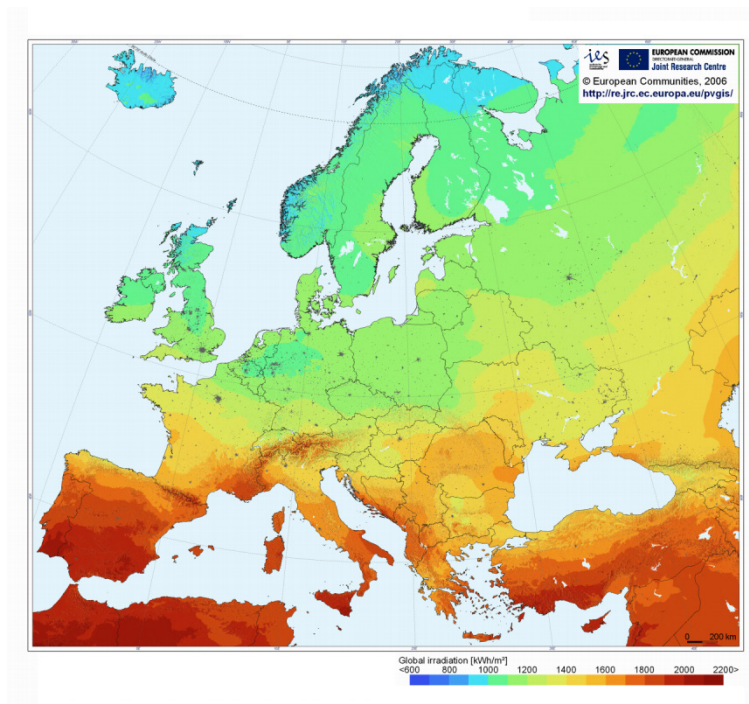 ies
EUROPEAN COMMISSION
DIRECTORATE-GENERAL
Joint Research Centre
© European Communities, 2006
http://re.jrc.ec.europa.eu/pvgis/
0 200 km
Global irradiation [kWh/m²]
<600 800 1000 1200 1400 1600 1800 2000 2200>